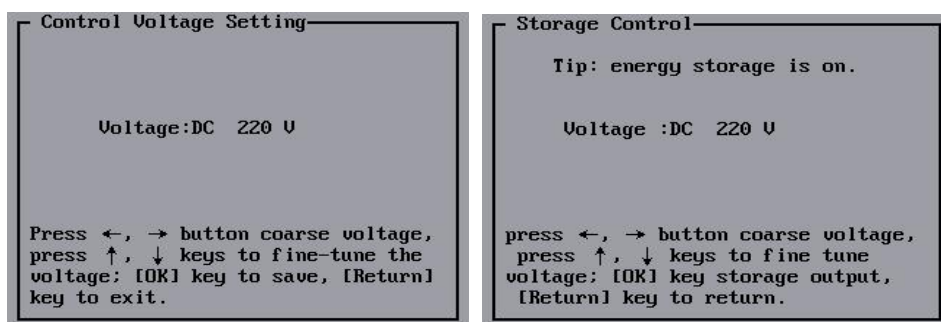 Control Voltage Setting
Voltage:DC 220 V
Press ←, → button coarse voltage,
press ↑, ↓ keys to fine-tune the
voltage; [OK] key to save, [Return]
key to exit.
Storage Control
Tip: energy storage is on.
Voltage :DC 220 V
press ←, → button coarse voltage,
press ↑, ↓ keys to fine tune
voltage; [OK] key storage output,
[Return] key to return.